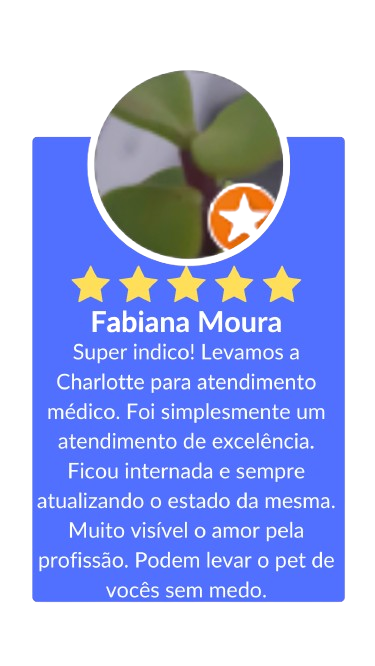 Fabiana Moura
Super indico! Levamos a
Charlotte para atendimento
médico. Foi simplesmente um
atendimento de excelência.
Ficou internada e sempre
atualizando o estado da mesma.
Muito visível o amor pela
profissão. Podem levar o pet de
vocês sem medo.